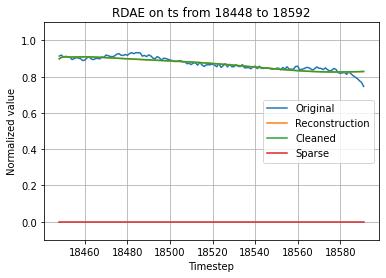 RDAE on ts from 18448 to 18592
Normalized value
1.0
0.8
0.6
0.4
0.2
0.0
Original
Reconstruction
Cleaned
Sparse
18460 18480 18500 18520 18540 18560 18580
Timestep